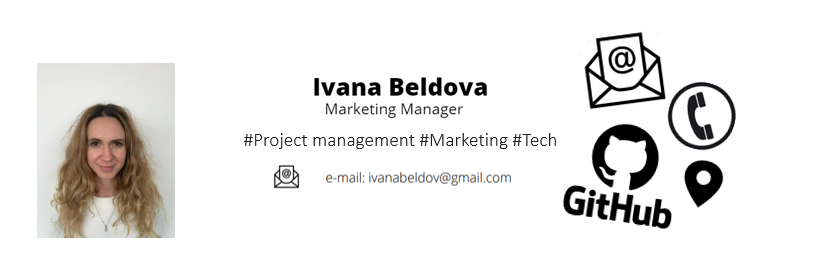 Ivana Beldova
Marketing Manager
#Project management #Marketing #Tech
@ e-mail: ivanabeldov@gmail.com
@
GitHub